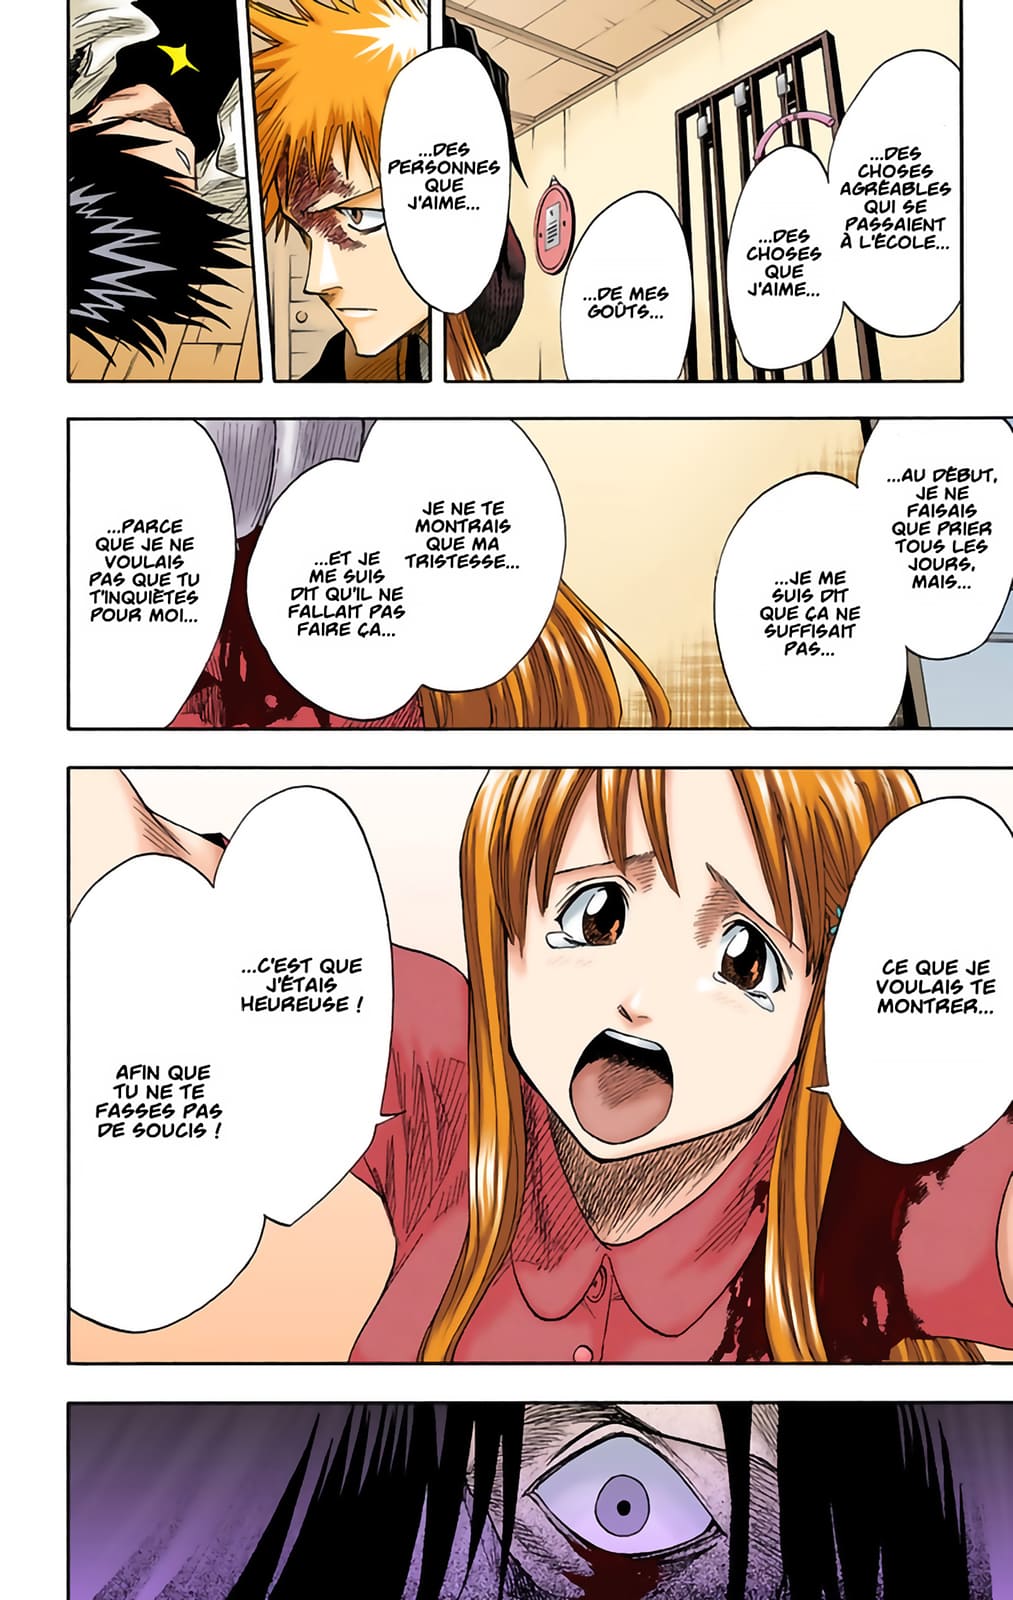 ...DES
CHOSES
AGRÉABLES
QUI SE
PASSAIENT
À L'ÉCOLE...
...DES
CHOSES
QUE
J'AIME...
...DE MES
GOÛTS...
...DES
PERSONNES
QUE
J'AIME...
...AU DÉBUT,
JE NE
FAISAIS
QUE PRIER
TOUS LES
JOURS,
MAIS...
...JE ME
SUIS DIT
QUE ÇA NE
SUFFISAIT
PAS...
JE NE TE
MONTRAIS
QUE MA
TRISTESSE...
...ET JE
ME SUIS
DIT QU'IL NE
FALLAIT PAS
FAIRE ÇA...
...PARCE
QUE JE NE
VOULAIS
PAS QUE TU
T'INQUIÈTES
POUR MOI...
CE QUE JE
VOULAIS TE
MONTRER...
...C'EST QUE
J'ÉTAIS
HEUREUSE !
AFIN QUE
TU NE TE
FASSES PAS
DE SOUCIS !